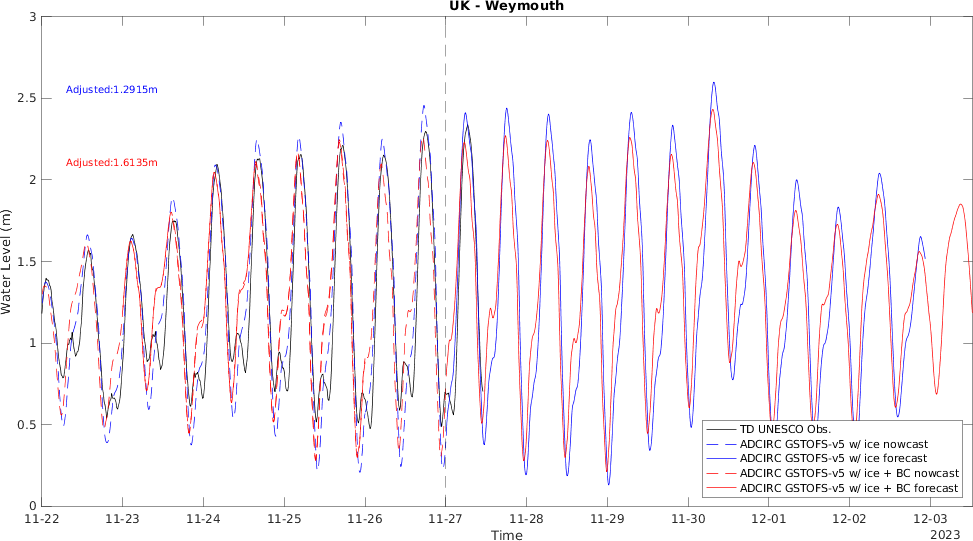 UK - Weymouth
3
2.5
2
1.5
1
0.5
0
Water Level (m)
Adjusted:1.2915m
Adjusted:1.6135m
TD UNESCO Obs.
ADCIRC GSTOFS-v5 w/ ice nowcast
ADCIRC GSTOFS-v5 w/ ice forecast
ADCIRC GSTOFS-v5 w/ ice + BC nowcast
ADCIRC GSTOFS-v5 w/ ice + BC forecast
11-22 11-23 11-24 11-25 11-26 11-27 11-28 11-29 11-30 12-01 12-02 12-03
2023
Time